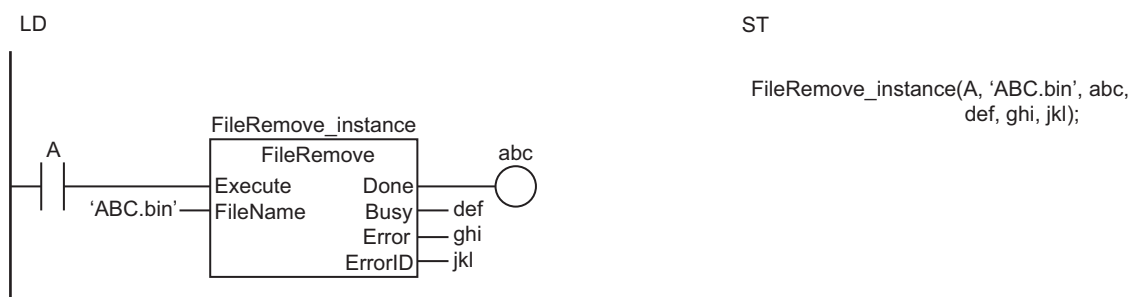 LD
ST
FileRemove_instance(A, ‘ABC.bin’, abc,
def, ghi, jkl);
FileRemove_instance
A
FileRemove
abc
Execute
Done
‘ABC.bin’
FileName
Busy
def
Error
ghi
ErrorID
jkl